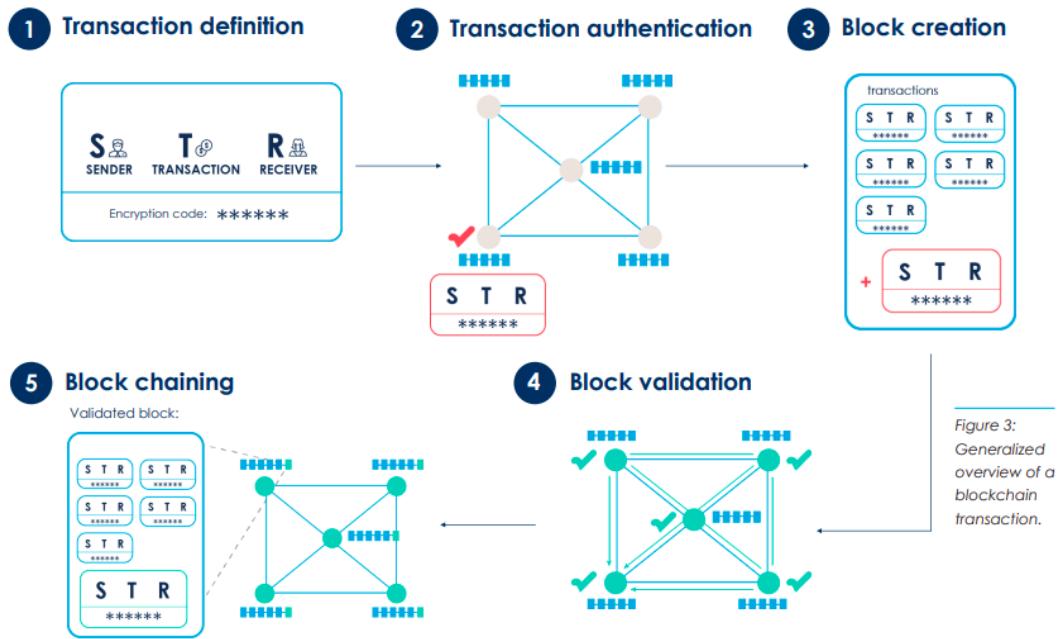 1 Transaction definition
S T R
SENDER TRANSACTION RECEIVER
Encryption code: ******
2 Transaction authentication
S T R
******
3 Block creation
transactions
S T R
******
S T R
******
S T R
******
S T R
******
S T R
******
+ S T R
******
4 Block validation
Figure 3:
Generalized
overview of a
blockchain
transaction.
5 Block chaining
Validated block:
S T R
******
S T R
******
S T R
******
S T R
******
S T R
******
S T R
******